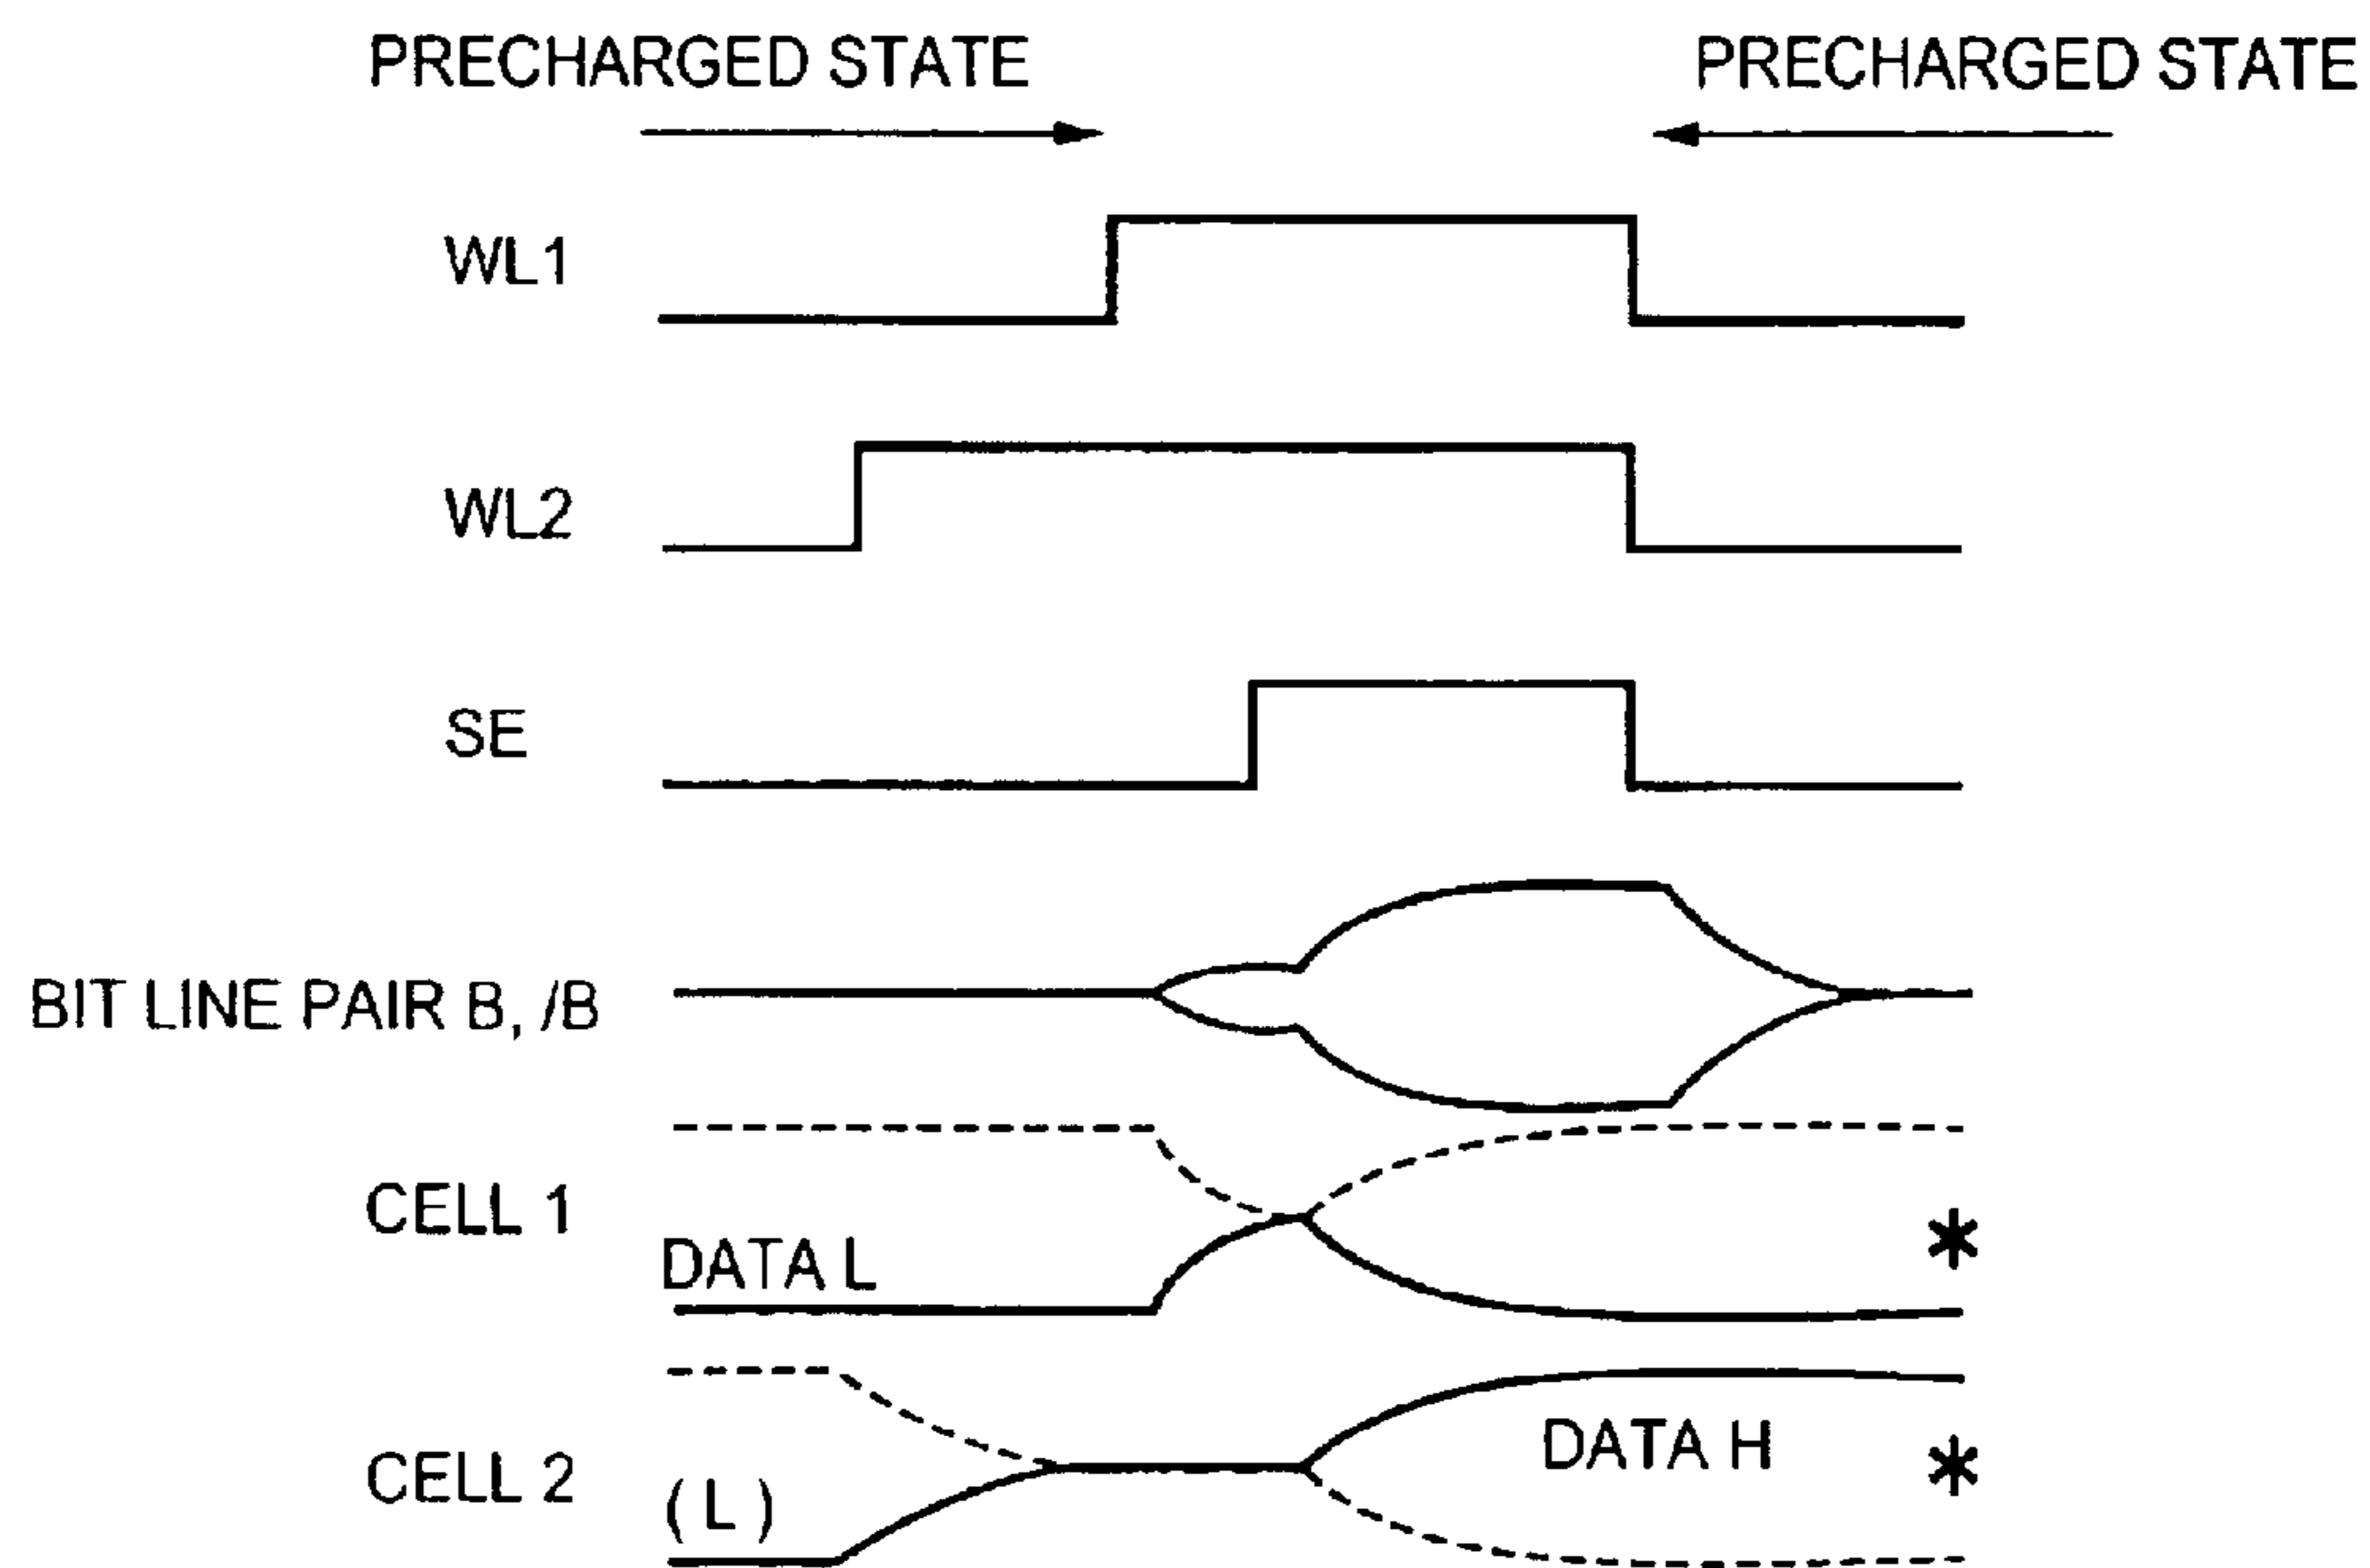 PRECHARGED STATE PRECHARGED STATE
WL1
WL2
SE
BIT LINE PAIR B, /B
CELL 1
DATA L
*
CELL 2
(L)
DATA H
*